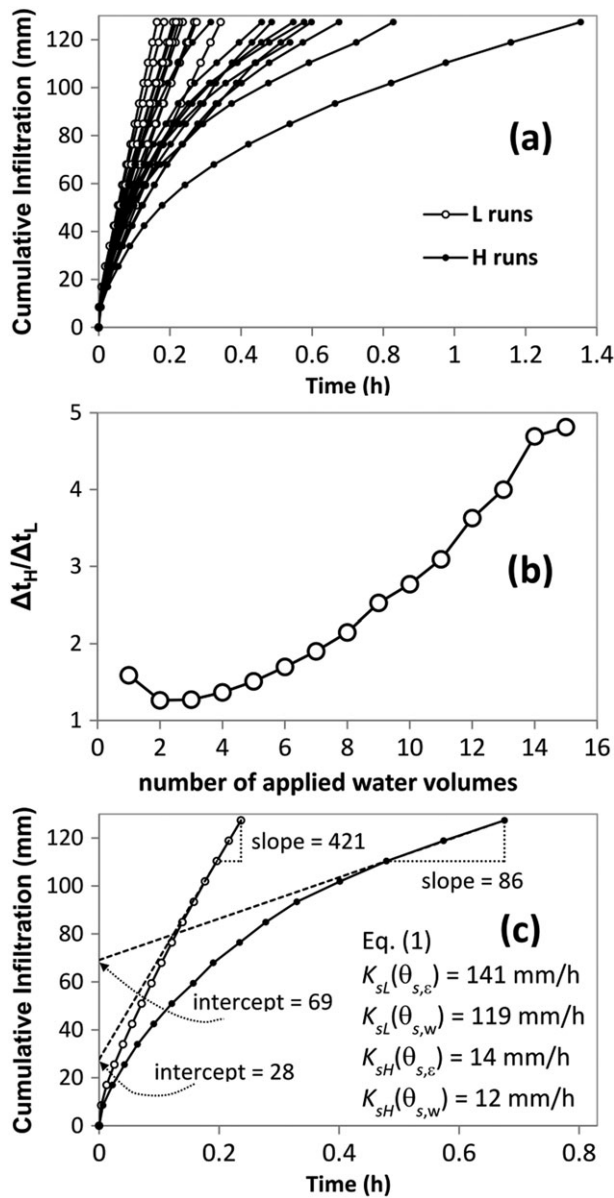 Cumulative Infiltration (mm)
120
100
80
60
40
20
0
(a)
L runs
H runs
0 0.2 0.4 0.6 0.8 1 1.2 1.4
Time (h)
Δt_H/Δt_L
5
4
3
2
1
(b)
0 2 4 6 8 10 12 14 16
number of applied water volumes
Cumulative Infiltration (mm)
120
100
80
60
40
20
0
slope = 421
slope = 86
(c)
intercept = 69
intercept = 28
Eq. (1)
K_sL(θ_s,ε) = 141 mm/h
K_sL(θ_s,w) = 119 mm/h
K_sH(θ_s,ε) = 14 mm/h
K_sH(θ_s,w) = 12 mm/h
0 0.2 0.4 0.6 0.8
Time (h)